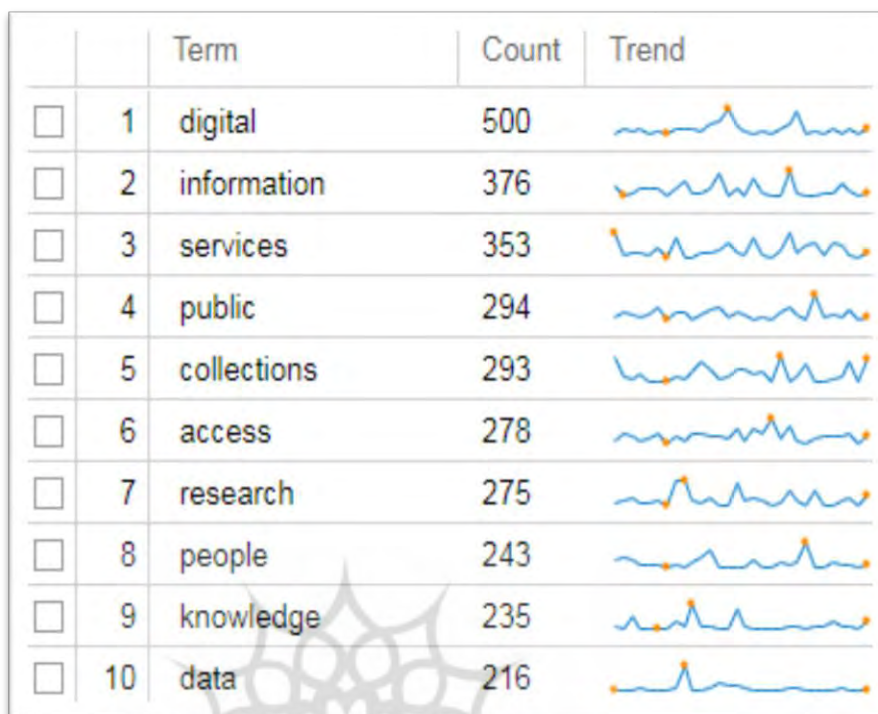 Term Count Trend
1 digital 500
2 information 376
3 services 353
4 public 294
5 collections 293
6 access 278
7 research 275
8 people 243
9 knowledge 235
10 data 216